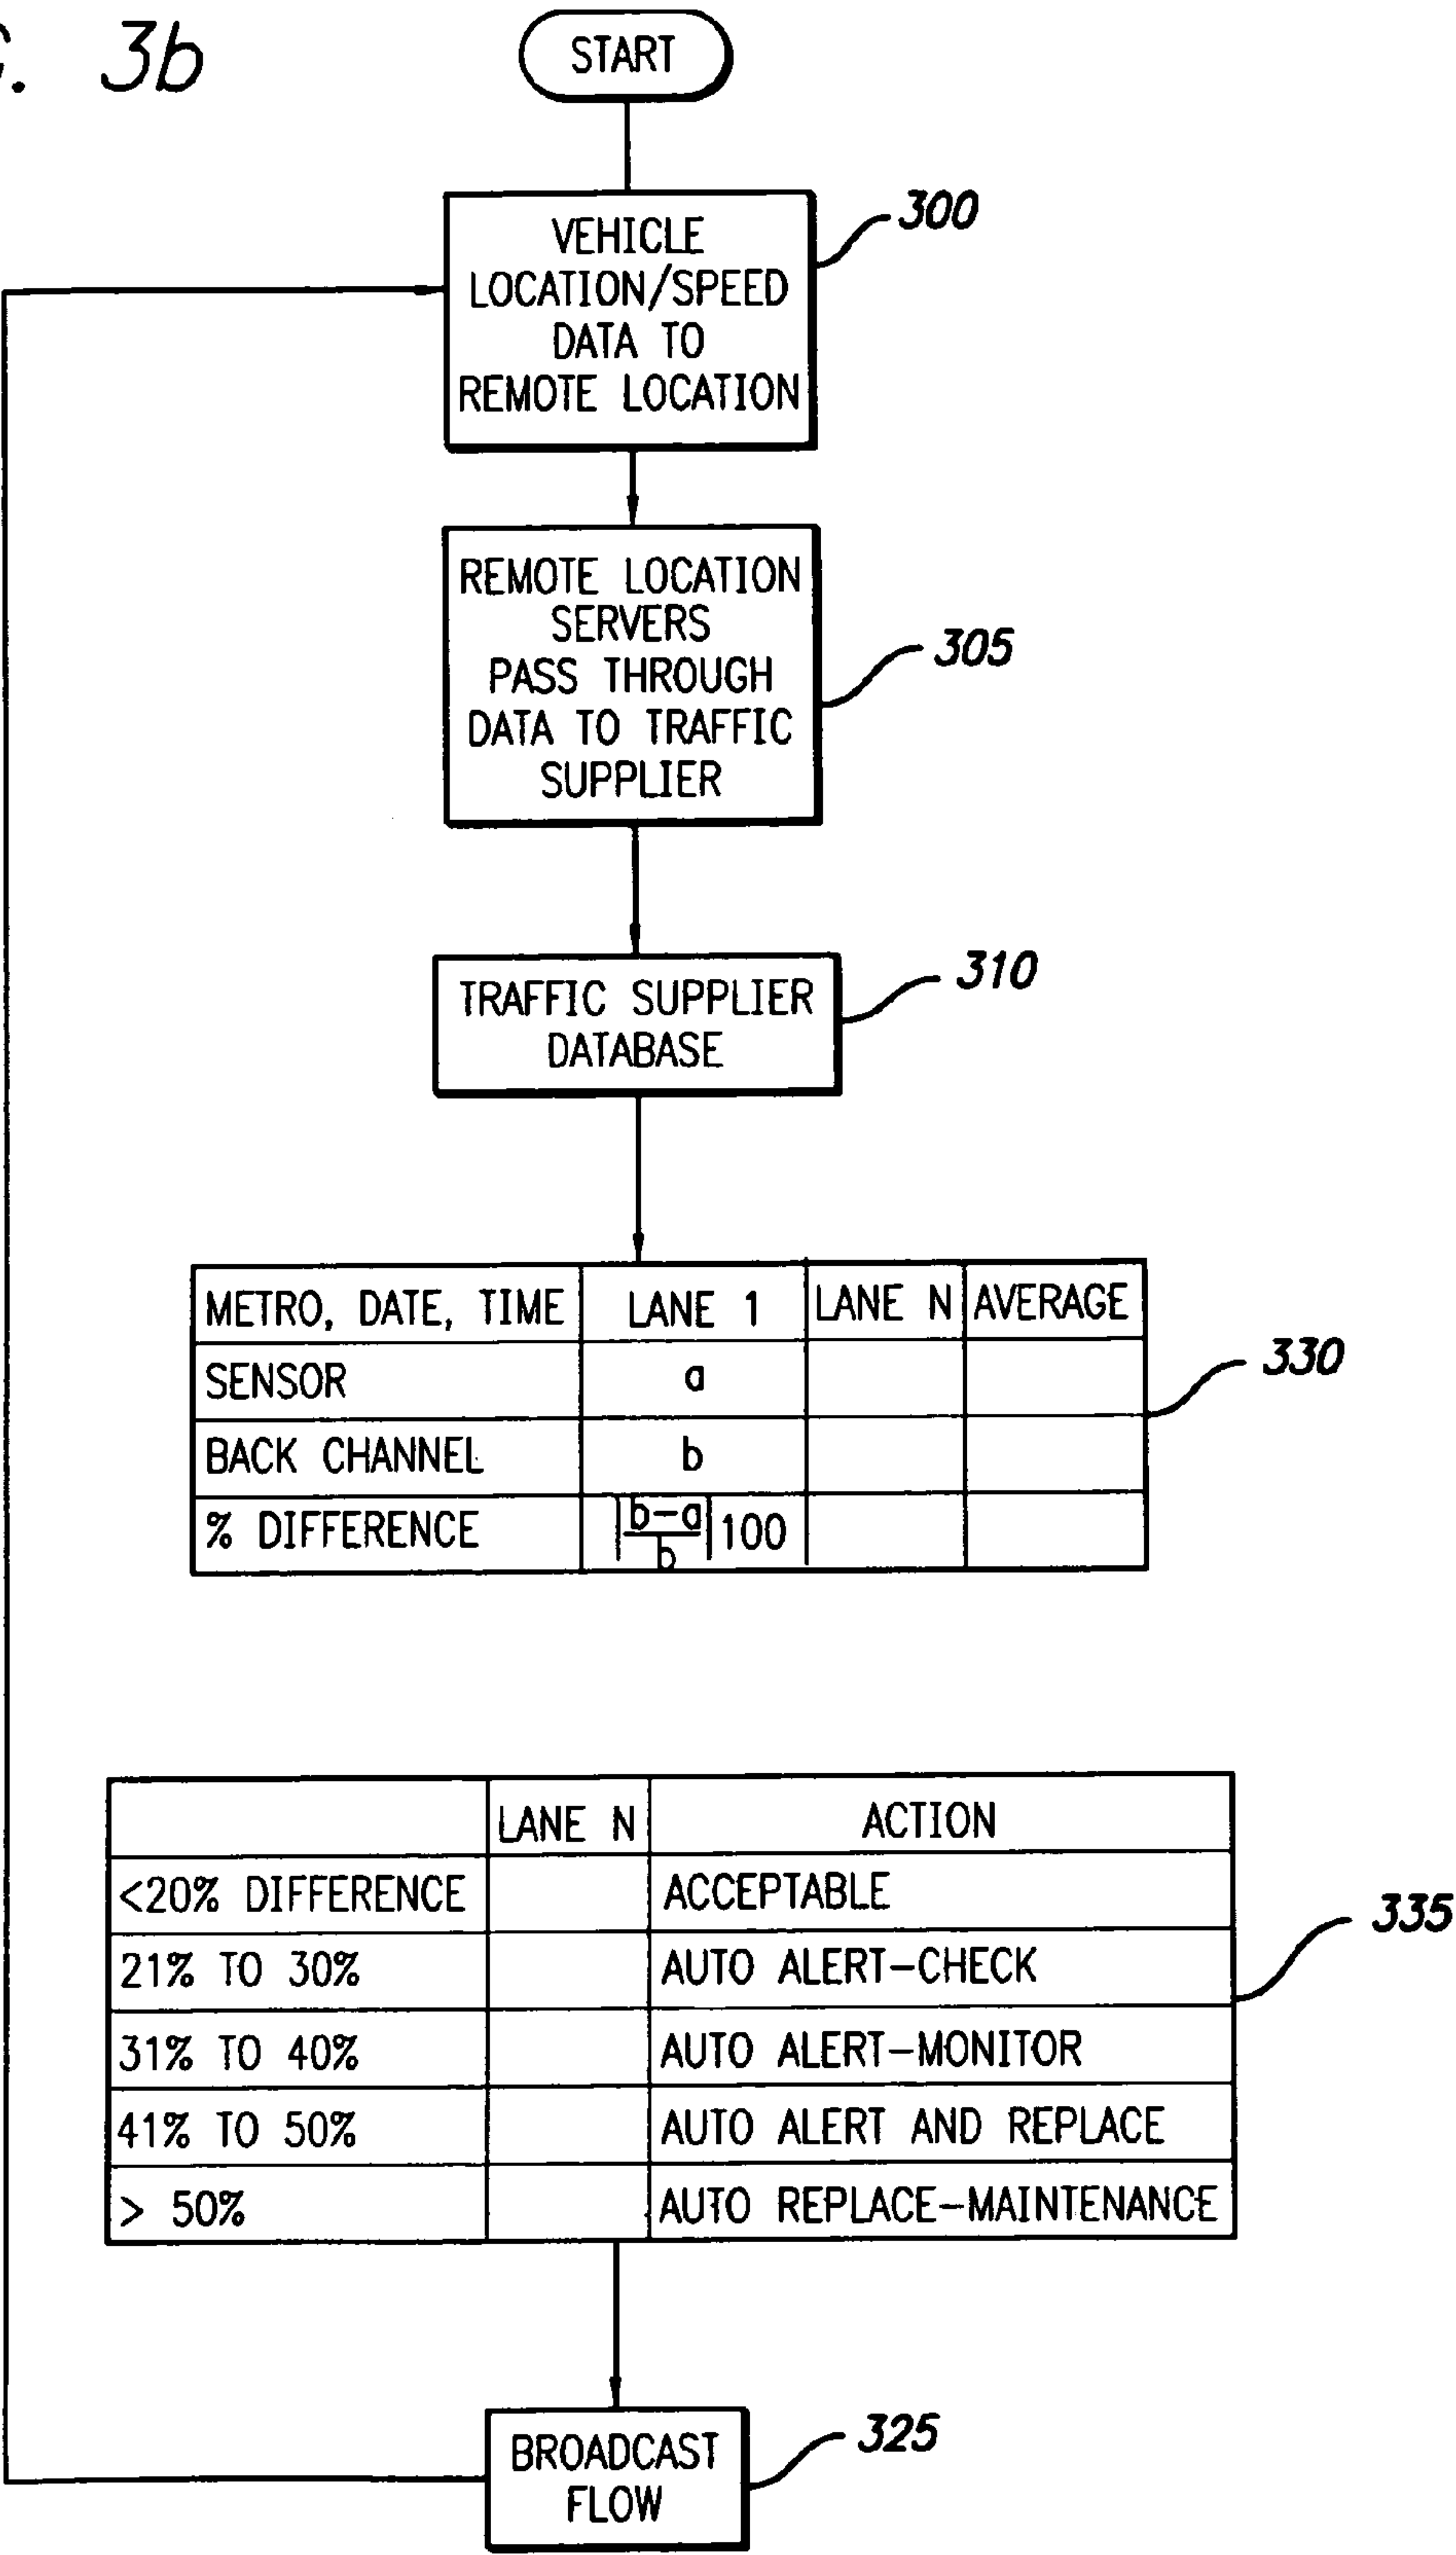 3b
START
VEHICLE
LOCATION/SPEED
DATA TO
REMOTE LOCATION
300
REMOTE LOCATION
SERVERS
PASS THROUGH
DATA TO TRAFFIC
SUPPLIER
305
TRAFFIC SUPPLIER
DATABASE
310
METRO, DATE, TIME LANE 1 LANE N AVERAGE
SENSOR a
BACK CHANNEL b
% DIFFERENCE |b-a/b|100
330
LANE N ACTION
<20% DIFFERENCE ACCEPTABLE
21% TO 30% AUTO ALERT-CHECK
31% TO 40% AUTO ALERT-MONITOR
41% TO 50% AUTO ALERT AND REPLACE
> 50% AUTO REPLACE-MAINTENANCE
335
BROADCAST
FLOW
325